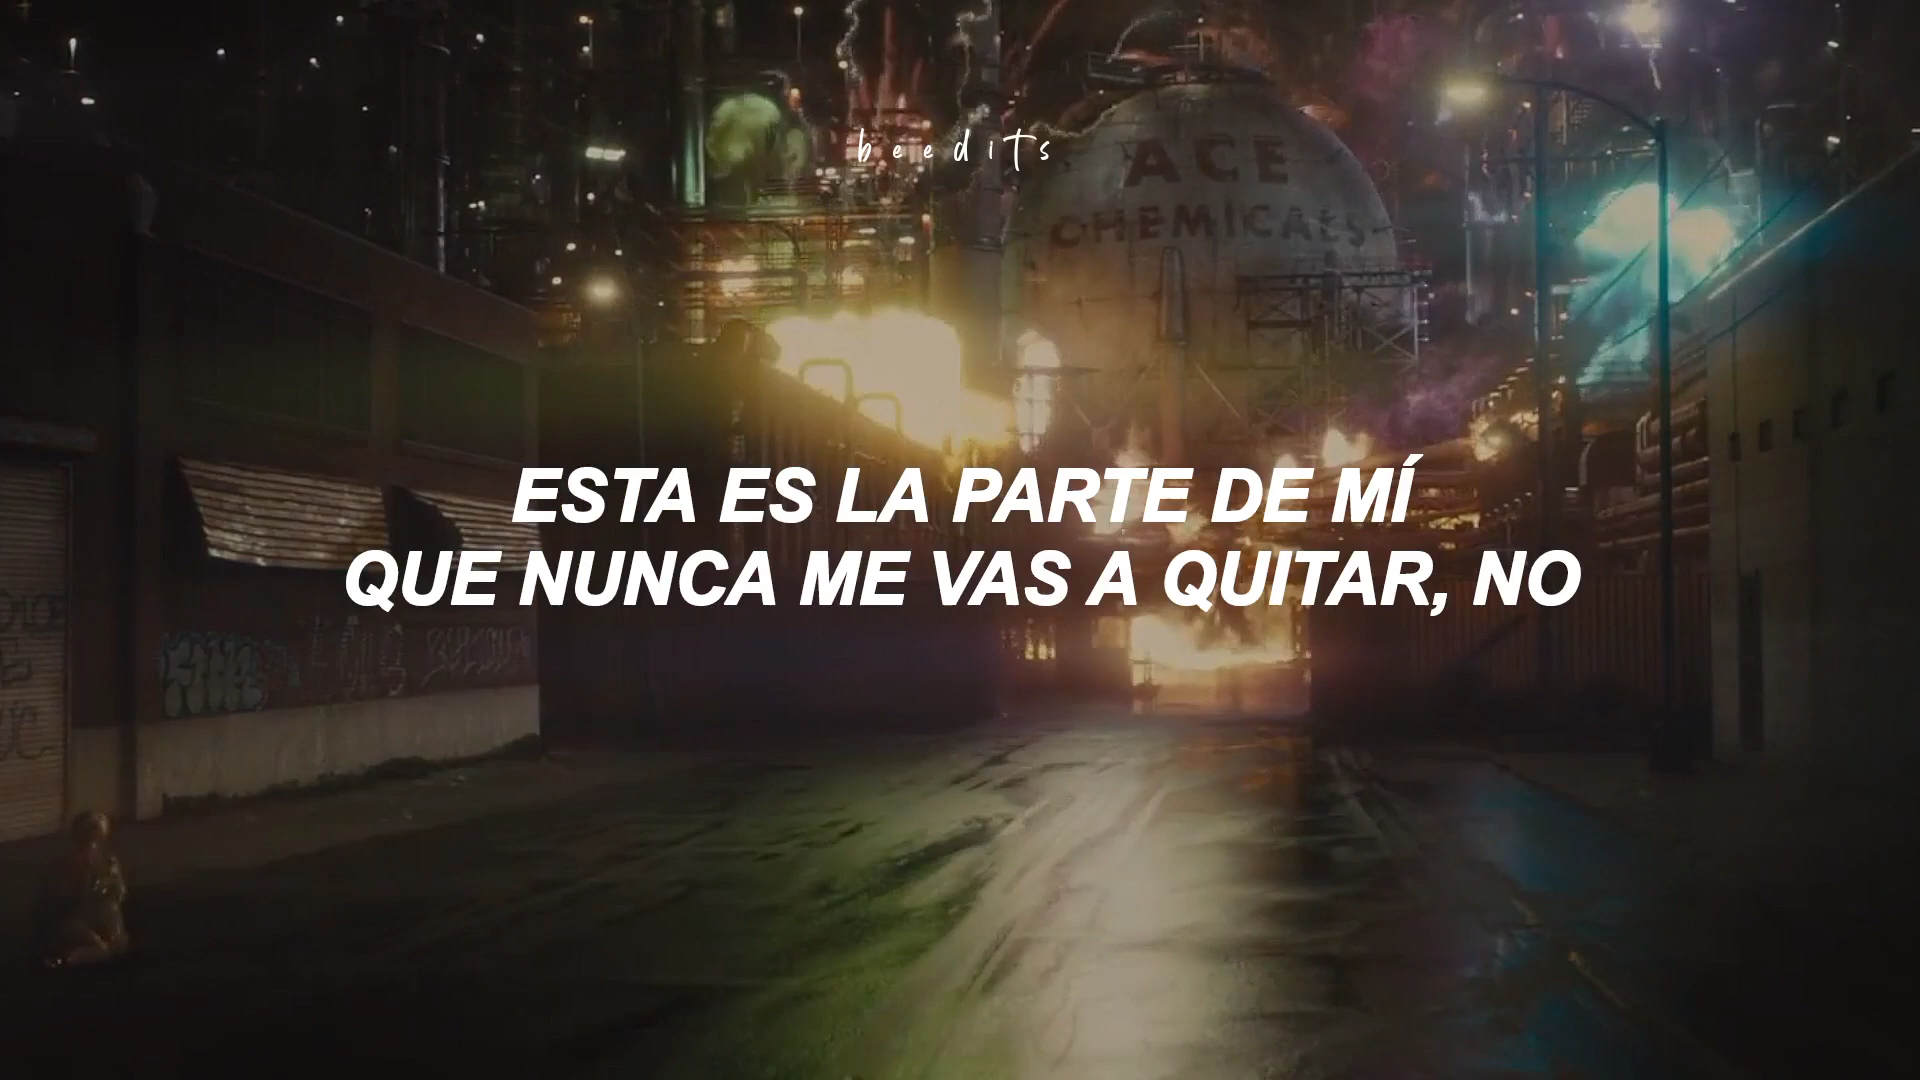 beedits
ACE
CHEMICALS
ESTA ES LA PARTE DE MÍ
QUE NUNCA ME VAS A QUITAR, NO